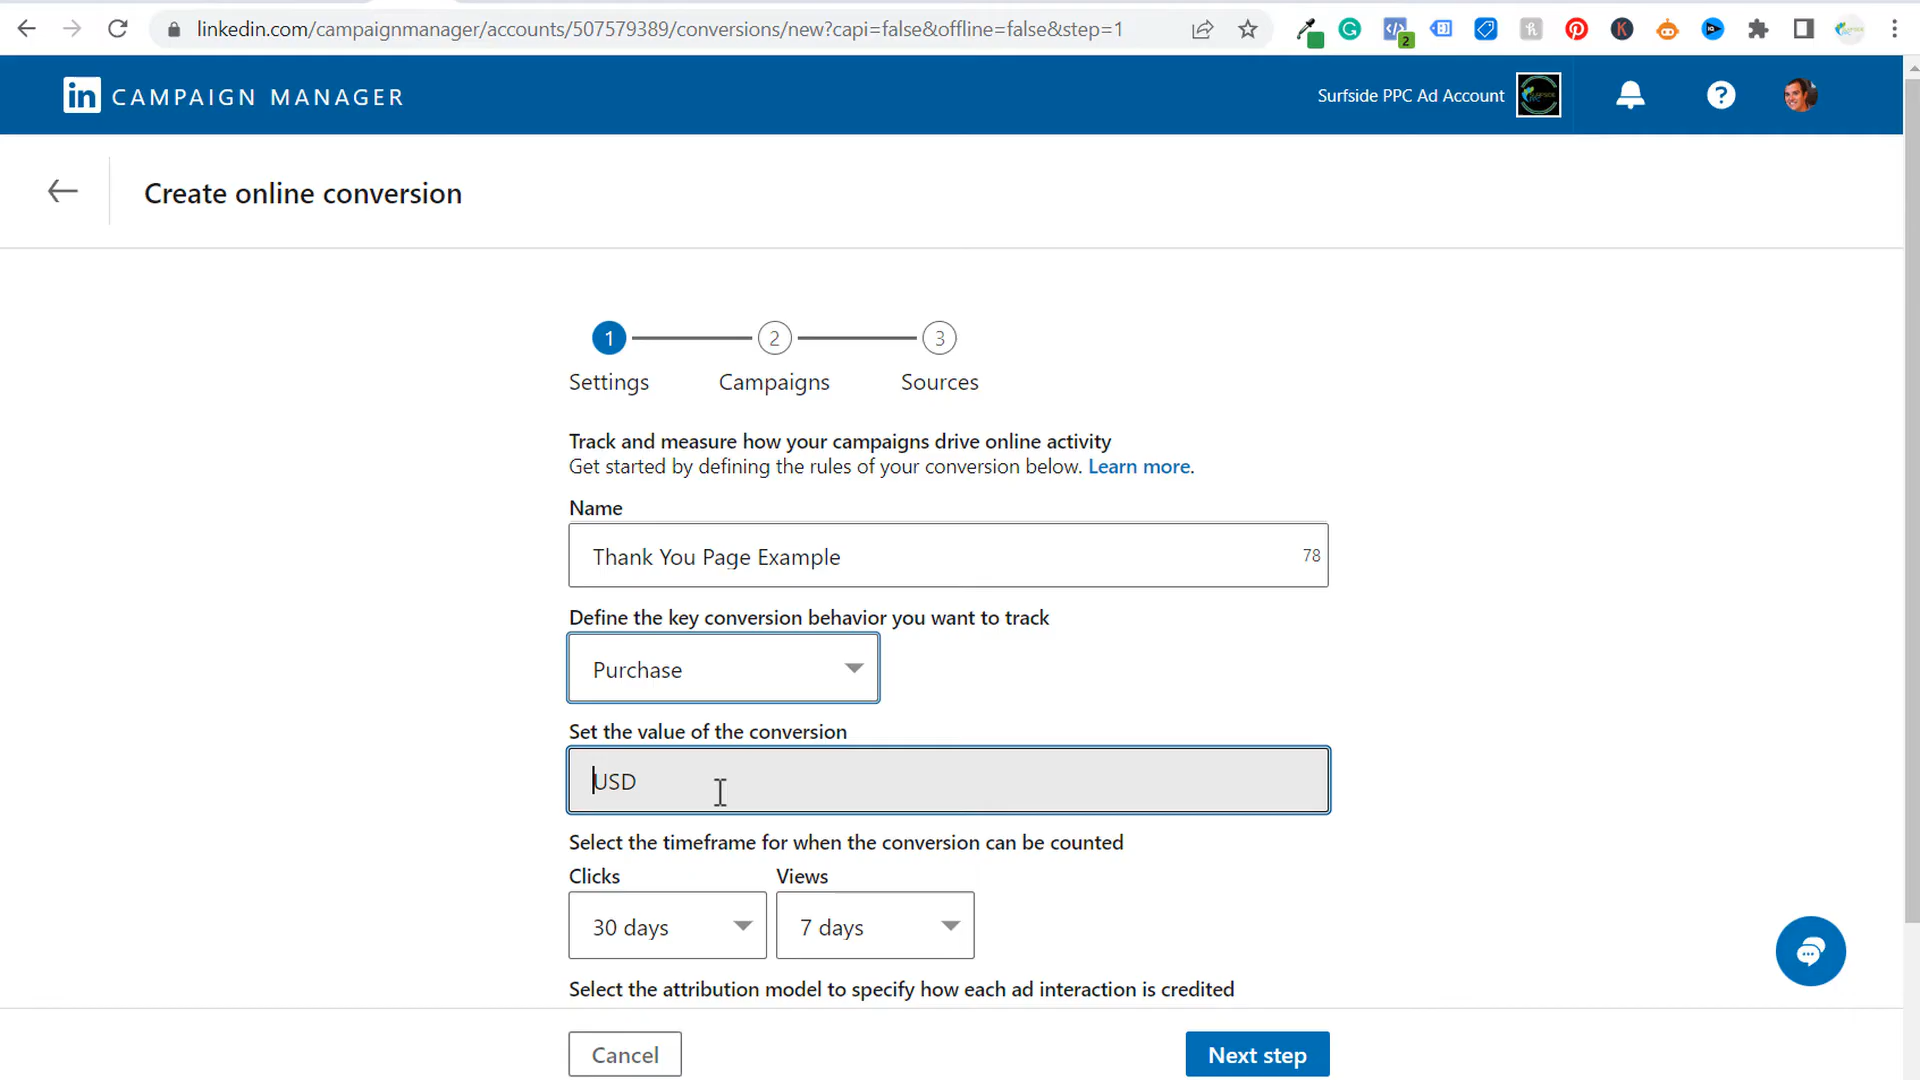 linkedin.com/campaignmanager/accounts/507579389/conversions/new?capi=false&offline=false&step=1
2
in CAMPAIGN MANAGER
Surfside PPC Ad Account
Create online conversion
1 2 3
Settings Campaigns Sources
Track and measure how your campaigns drive online activity
Get started by defining the rules of your conversion below. Learn more.
Name
Thank You Page Example 78
Define the key conversion behavior you want to track
Purchase
Set the value of the conversion
USD
Select the timeframe for when the conversion can be counted
Clicks Views
30 days 7 days
Select the attribution model to specify how each ad interaction is credited
Cancel Next step